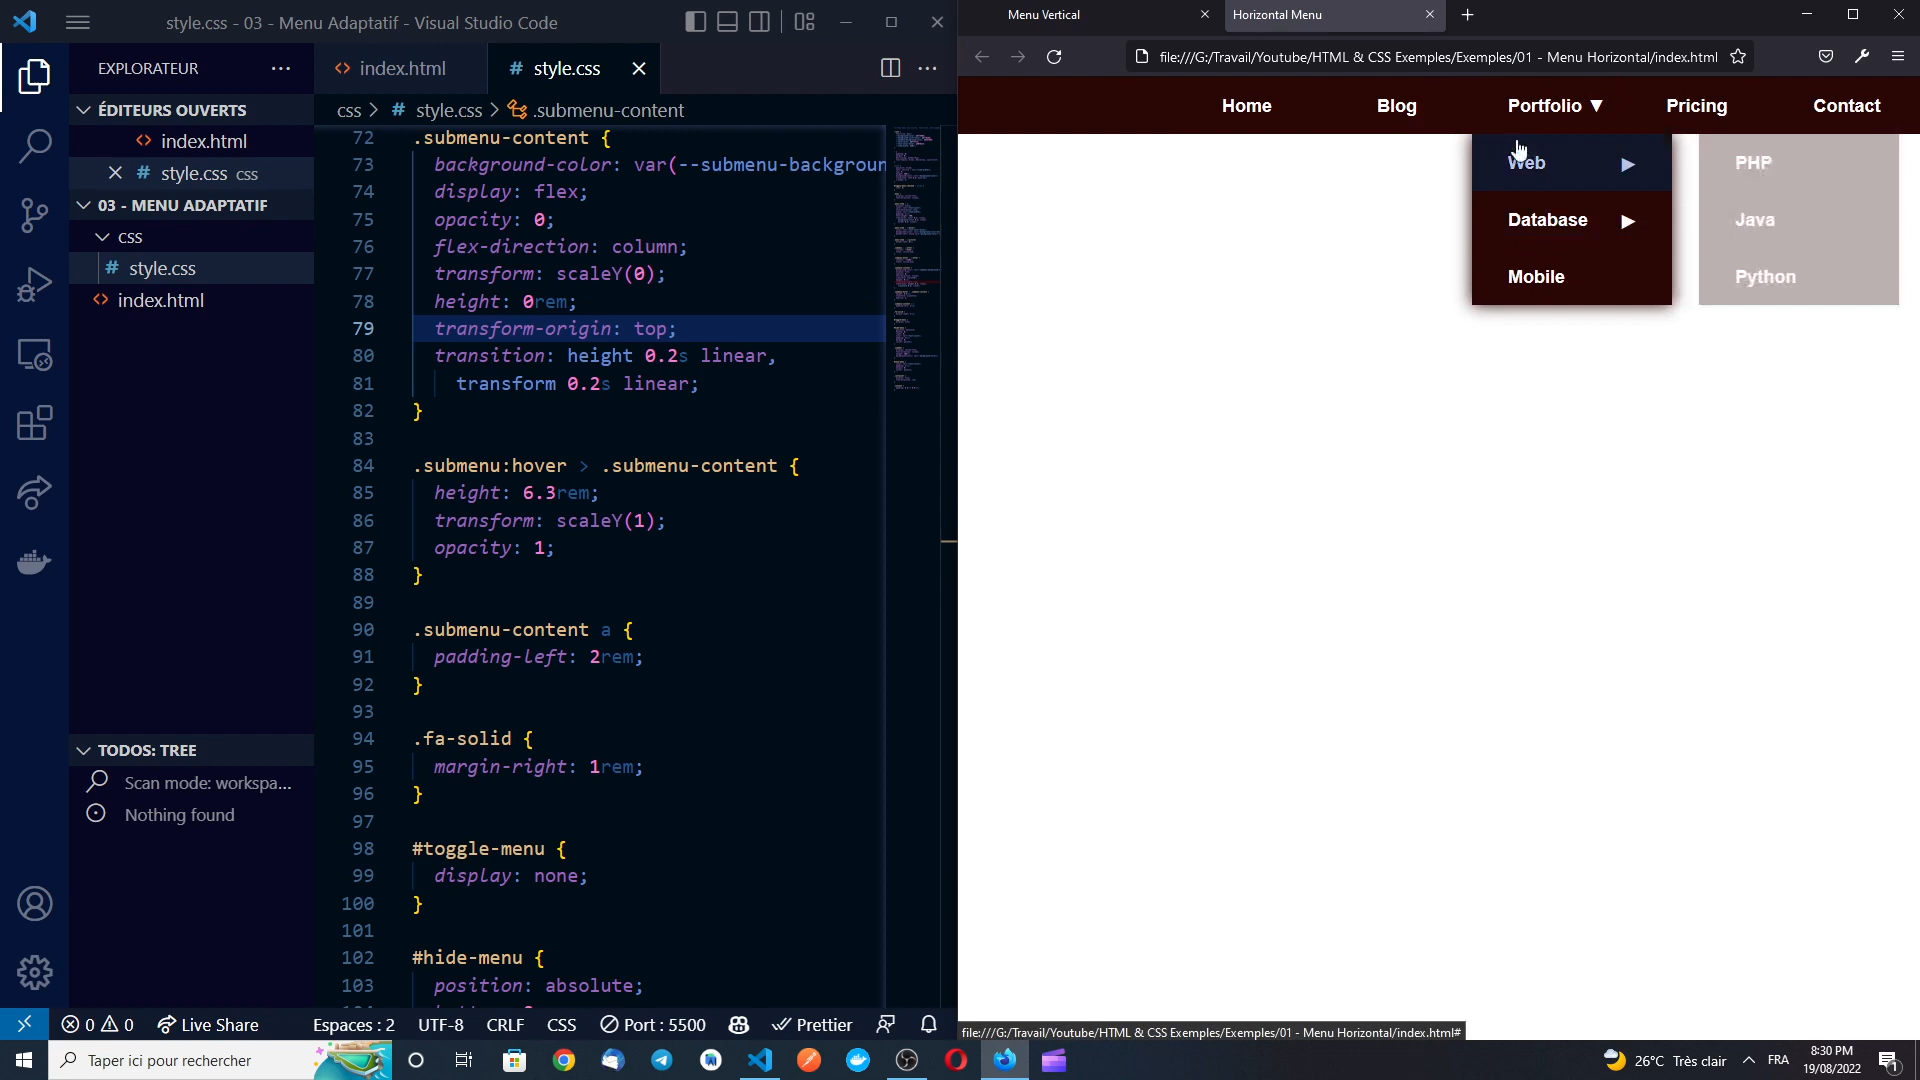 style.css - 03 - Menu Adaptatif - Visual Studio Code
EXPLORATEUR
ÉDITEURS OUVERTS
index.html
style.css css
03 - MENU ADAPTATIF
css
style.css
index.html
TODOS: TREE
Scan mode: workspa...
Nothing found
index.html
style.css
css > style.css > .submenu-content
72 .submenu-content {
73 background-color: var(--submenu-backgroun
74 display: flex;
75 opacity: 0;
76 flex-direction: column;
77 transform: scaleY(0);
78 height: 0rem;
79 transform-origin: top;
80 transition: height 0.2s linear,
81 transform 0.2s linear;
82 }
83
84 .submenu:hover > .submenu-content {
85 height: 6.3rem;
86 transform: scaleY(1);
87 opacity: 1;
88 }
89
90 .submenu-content a {
91 padding-left: 2rem;
92 }
93
94 .fa-solid {
95 margin-right: 1rem;
96 }
97
98 #toggle-menu {
99 display: none;
100 }
101
102 #hide-menu {
103 position: absolute;
0 0 Live Share Espaces : 2 UTF-8 CRLF CSS Port : 5500 Prettier
Menu Vertical
Horizontal Menu
file:///G:/Travail/Youtube/HTML & CSS Exemples/Exemples/01 - Menu Horizontal/index.html
Home Blog Portfolio ▼ Pricing Contact
Web ▶ PHP
Database ▶ Java
Mobile Python
file:///G:/Travail/Youtube/HTML & CSS Exemples/Exemples/01 - Menu Horizontal/index.html#
Taper ici pour rechercher
26°C Très clair
FRA
8:30 PM
19/08/2022
1